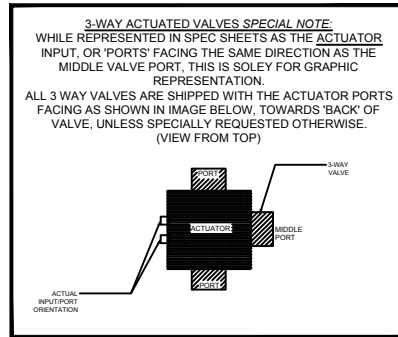 3-WAY ACTUATED VALVES SPECIAL NOTE:
WHILE REPRESENTED IN SPEC SHEETS AS THE ACTUATOR
INPUT, OR 'PORTS' FACING THE SAME DIRECTION AS THE
MIDDLE VALVE PORT, THIS IS SOLEY FOR GRAPHIC
REPRESENTATION.
ALL 3 WAY VALVES ARE SHIPPED WITH THE ACTUATOR PORTS
FACING AS SHOWN IN IMAGE BELOW, TOWARDS 'BACK' OF
VALVE, UNLESS SPECIALLY REQUESTED OTHERWISE.
(VIEW FROM TOP)
3-WAY
VALVE
PORT
ACTUATOR
MIDDLE
PORT
PORT
ACTUAL
INPUT/PORT
ORIENTATION